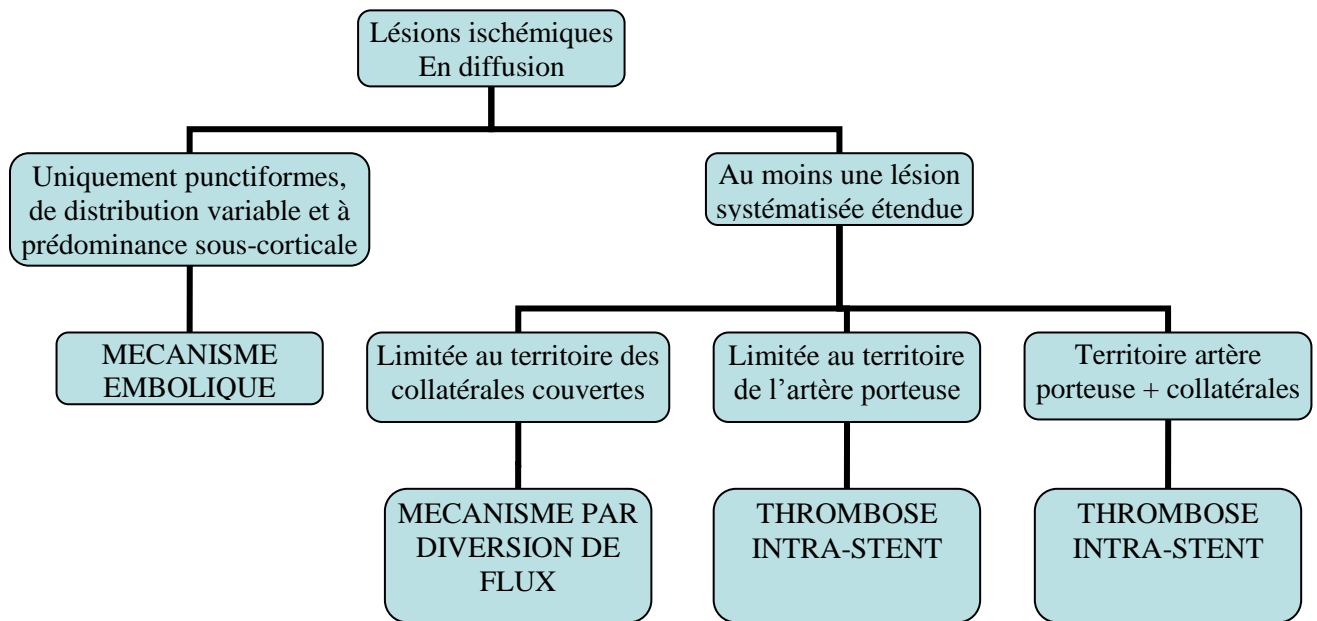 Lésions ischémiques
En diffusion
Uniquement punctiformes,
de distribution variable et à
prédominance sous-corticale
Au moins une lésion
systématisée étendue
MECANISME
EMBOLIQUE
Limitée au territoire des
collatérales couvertes
Limitée au territoire
de l’artère porteuse
Territoire artère
porteuse + collatérales
MECANISME PAR
DIVERSION DE
FLUX
THROMBOSE
INTRA-STENT
THROMBOSE
INTRA-STENT